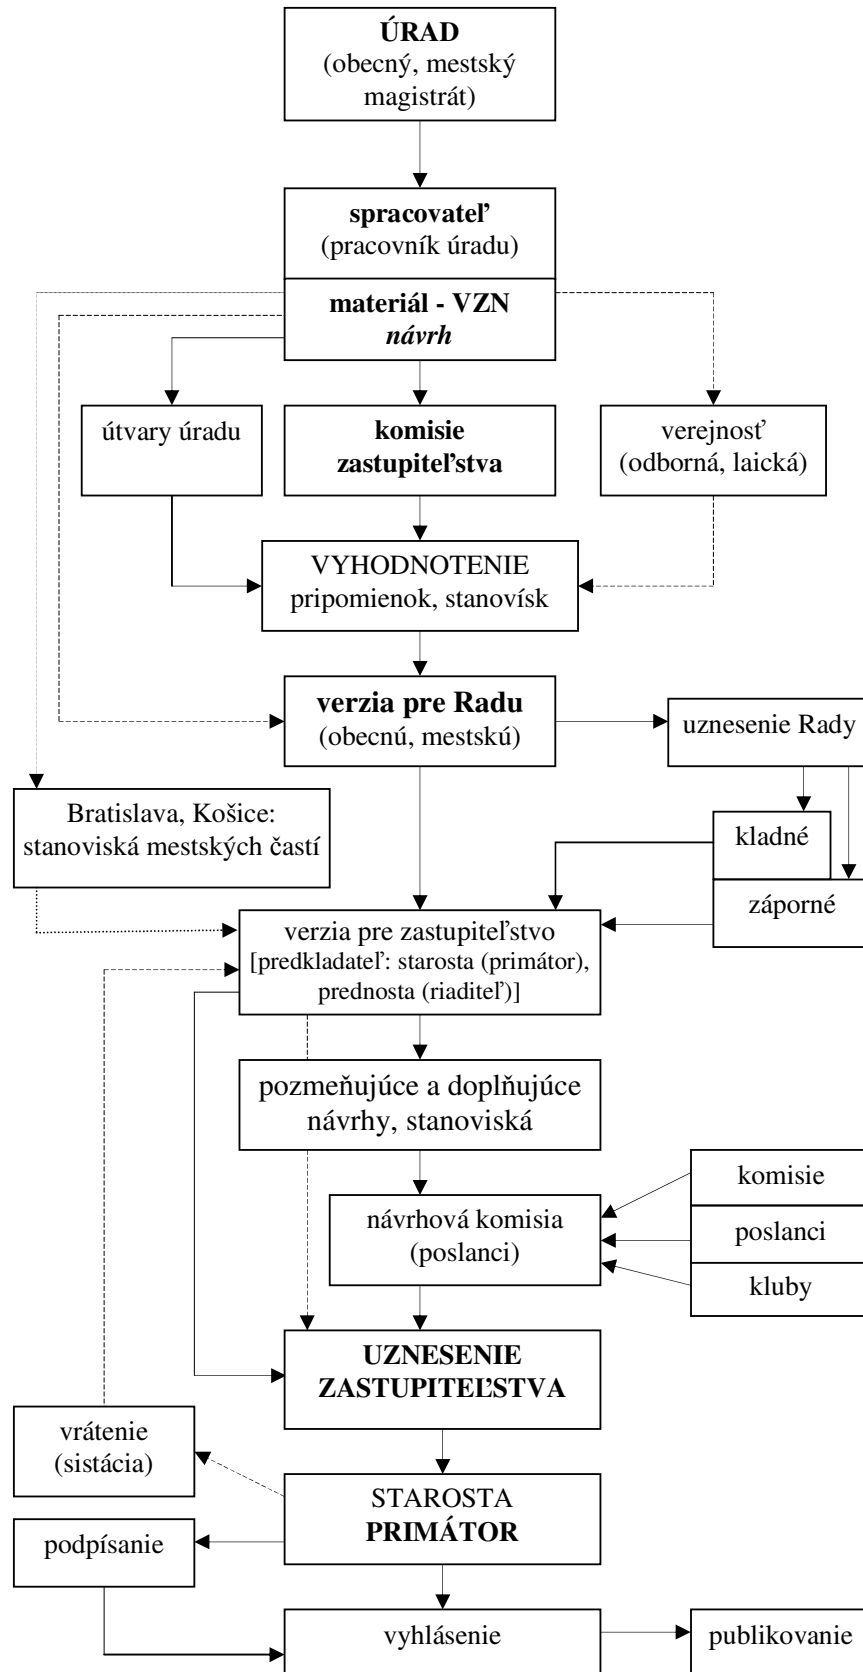 ÚRAD
(obecný, mestský
magistrát)
spracovateľ
(pracovník úradu)
materiál - VZN
návrh
útvary úradu
komisie
zastupiteľstva
verejnosť
(odborná, laická)
VYHODNOTENIE
pripomienok, stanovísk
verzia pre Radu
(obecnú, mestskú)
uznesenie Rady
Bratislava, Košice:
stanoviská mestských častí
kladné
záporné
verzia pre zastupiteľstvo
[predkladateľ: starosta (primátor),
prednosta (riaditeľ)]
pozmeňujúce a doplňujúce
návrhy, stanoviská
návrhová komisia
(poslanci)
komisie
poslanci
kluby
UZNESENIE
ZASTUPITEĽSTVA
vrátenie
(sistácia)
STAROSTA
PRIMÁTOR
podpísanie
vyhlásenie
publikovanie